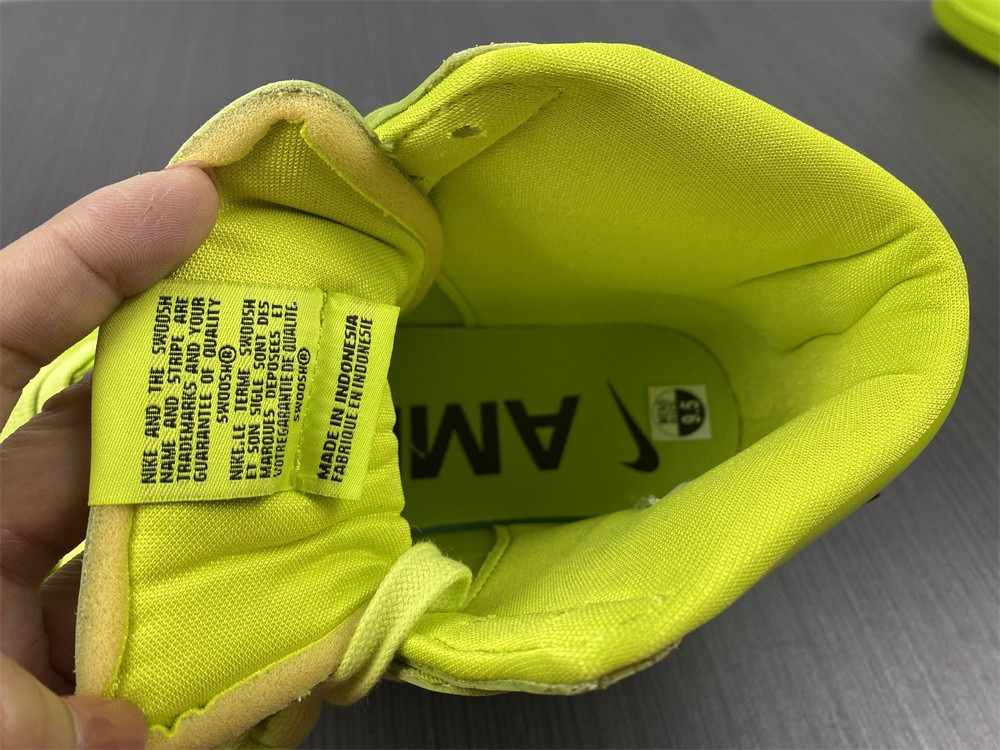 NIKE AND THE SWOOSH
NAME AND STRIPE ARE
TRADEMARKS AND YOUR
GUARANTEE OF QUALITY
SWOOSH®
NIKE-LE TERME SWOOSH
ET SON SIGLE SONT DES
MARQUES DEPOSEES ET
VOTREGARANTIE DE QUALITE.
SWOOSH®
MADE IN INDONESIA
FABRIQUE EN INDONESIE
AM
9.5